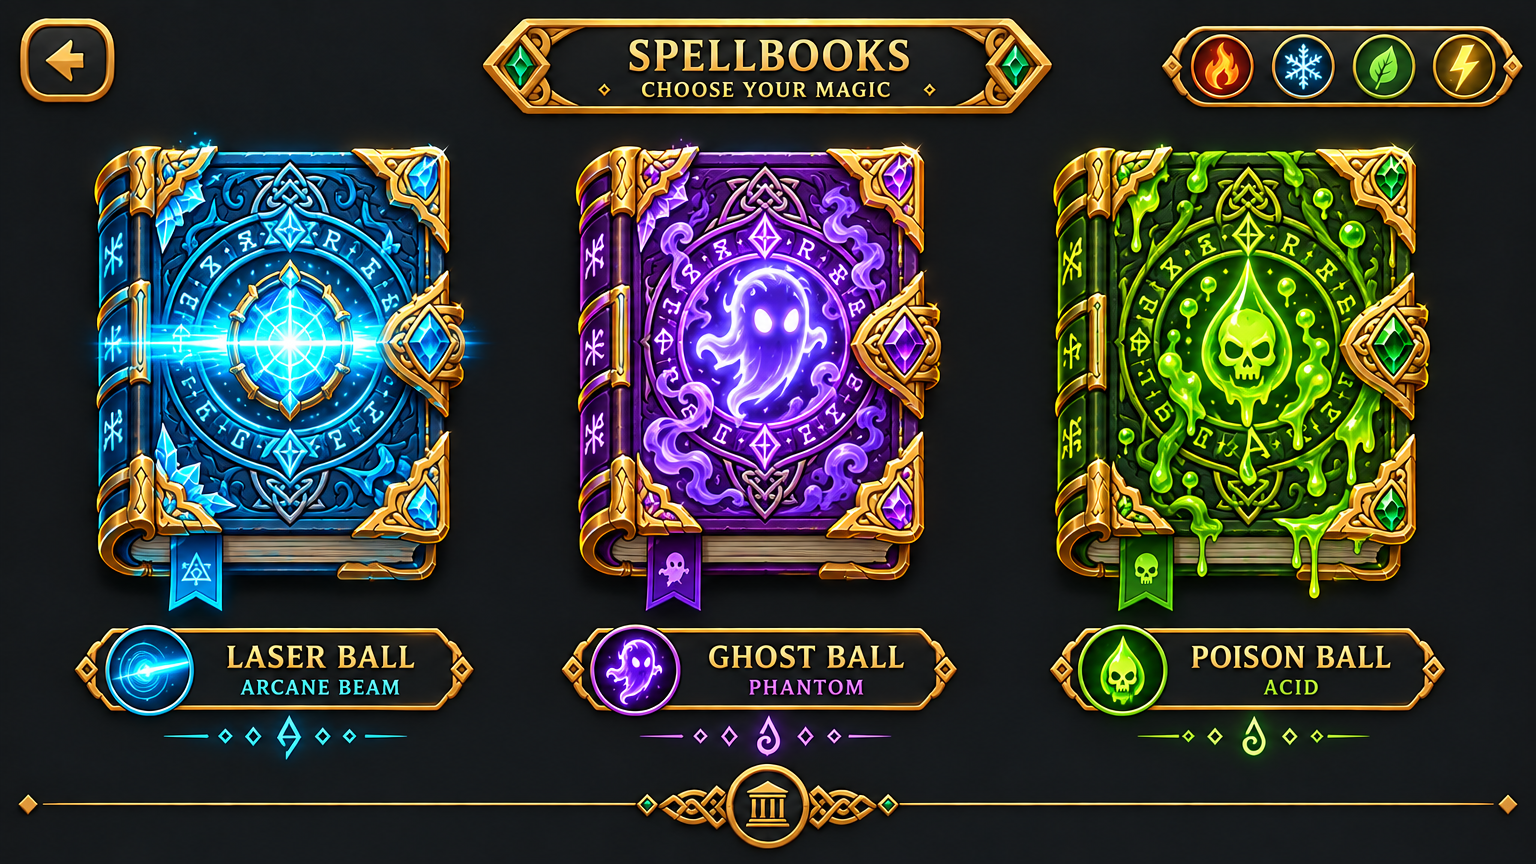 SPELLBOOKS
CHOOSE YOUR MAGIC
LASER BALL
ARCANE BEAM
GHOST BALL
PHANTOM
POISON BALL
ACID